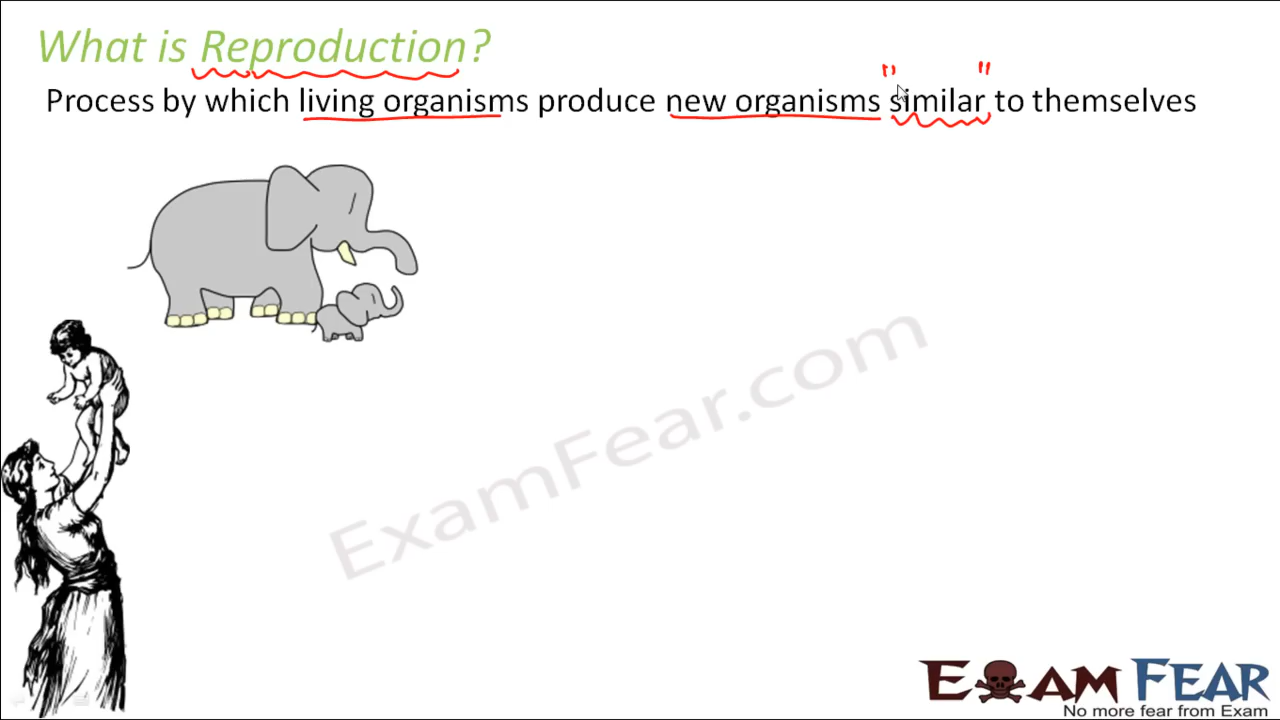 What is Reproduction?
Process by which living organisms produce new organisms "similar" to themselves
ExamFear.com
EXAM FEAR
No more fear from Exam